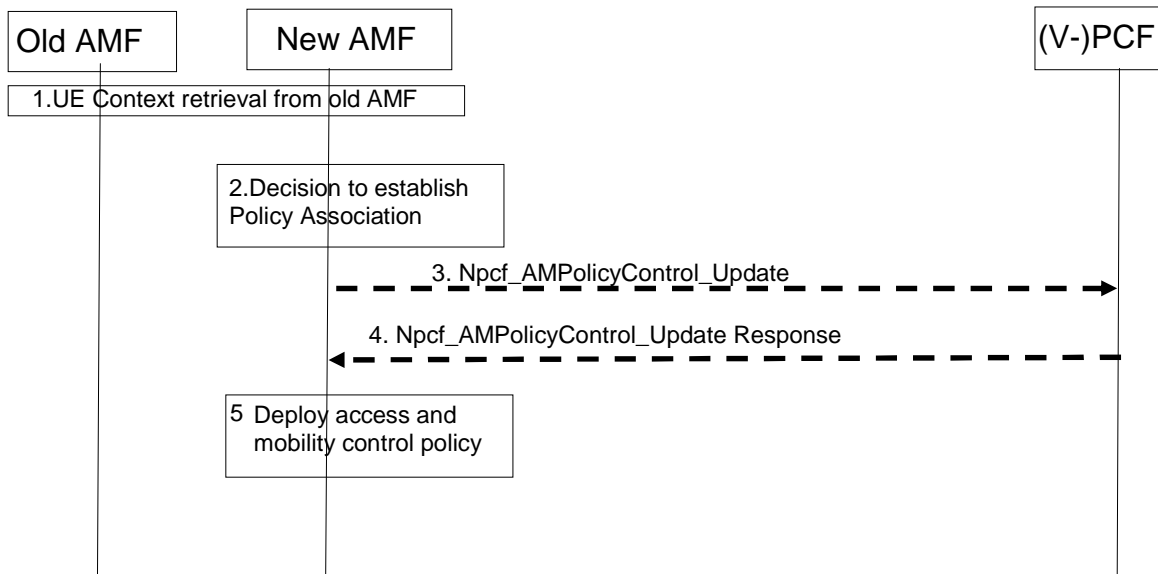 Old AMF
New AMF
(V-)PCF
1.UE Context retrieval from old AMF
2.Decision to establish
Policy Association
3. Npcf_AMPolicyControl_Update
4. Npcf_AMPolicyControl_Update Response
5 Deploy access and
mobility control policy